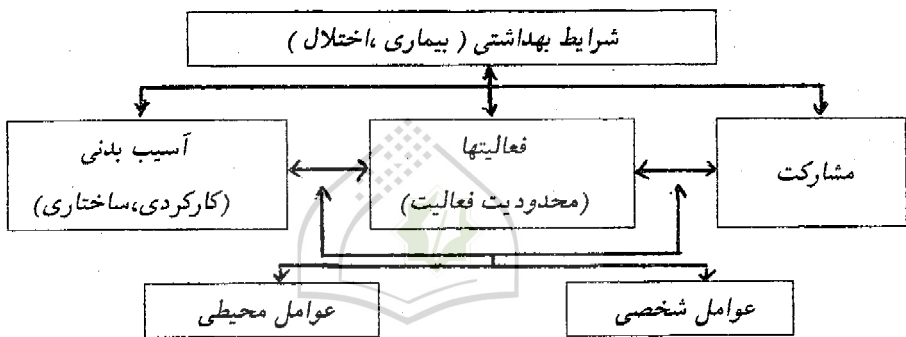 شرایط بهداشتی ( بیماری ،اختلال )
مشارکت
فعالیتها
(محدودیت فعالیت)
آسیب بدنی
(کارکردی،ساختاری)
عوامل شخصی
عوامل محیطی